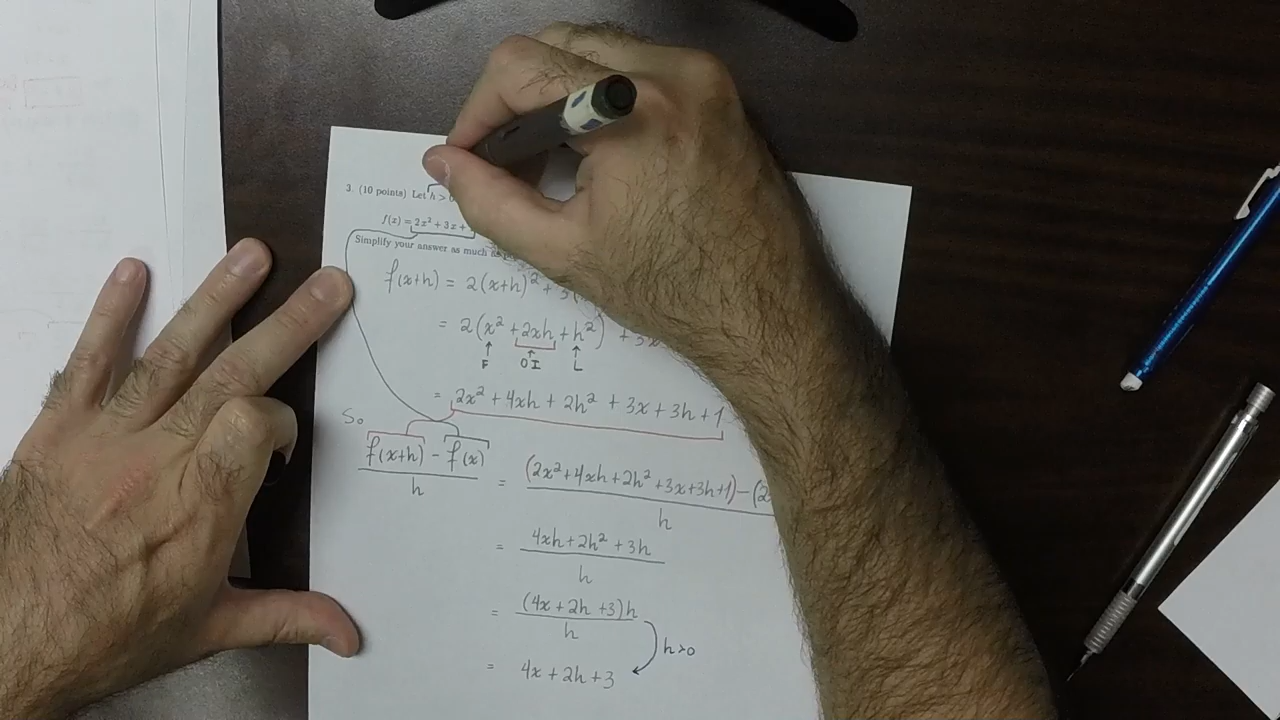 3. (10 points) Let h >
f(x) = 2x² + 3x +
Simplify your answer as much
f(x+h) = 2(x+h)² +
= 2(x² + 2xh + h²) + 3x
F OI L
= 2x² + 4xh + 2h² + 3x + 3h + 1
So
f(x+h) - f(x) / h = (2x²+4xh+2h²+3x+3h+1)-(2 / h
= 4xh+2h²+3h / h
= (4x+2h+3)h / h
h>0
= 4x+2h+3